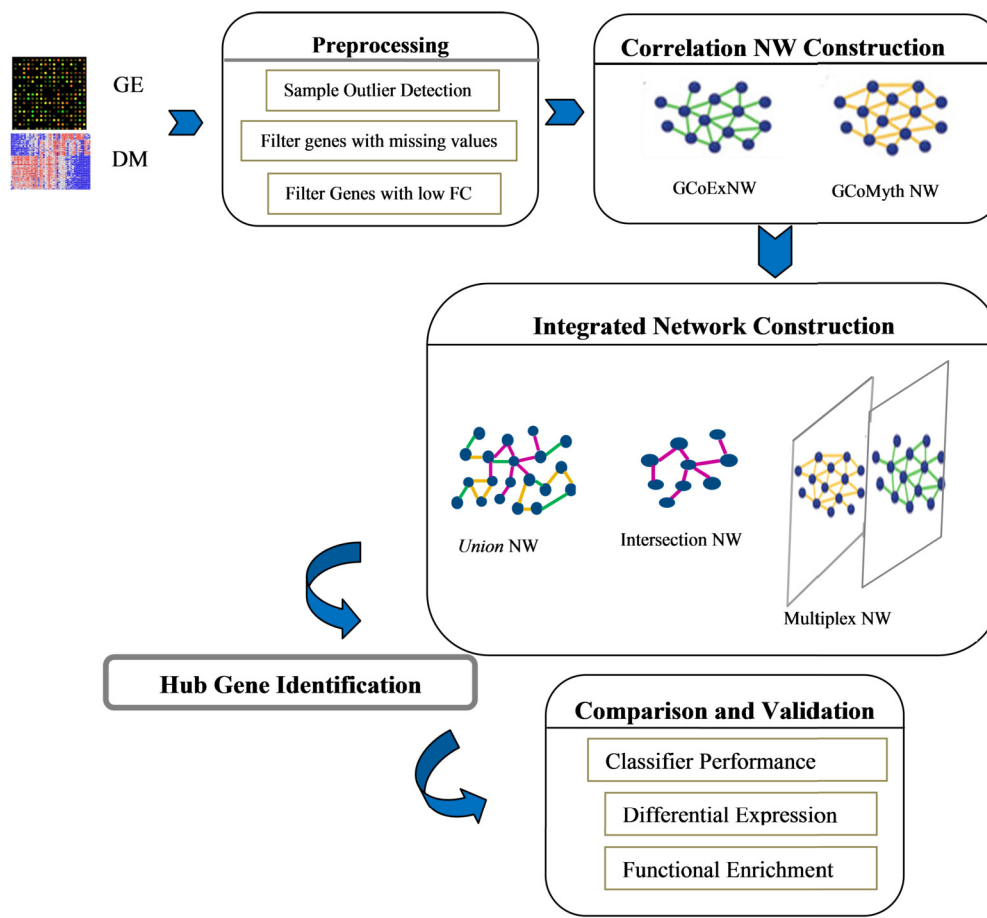 GE
DM
Preprocessing
Sample Outlier Detection
Filter genes with missing values
Filter Genes with low FC
Correlation NW Construction
GCoExNW
GCoMyth NW
Integrated Network Construction
Union NW
Intersection NW
Multiplex NW
Hub Gene Identification
Comparison and Validation
Classifier Performance
Differential Expression
Functional Enrichment